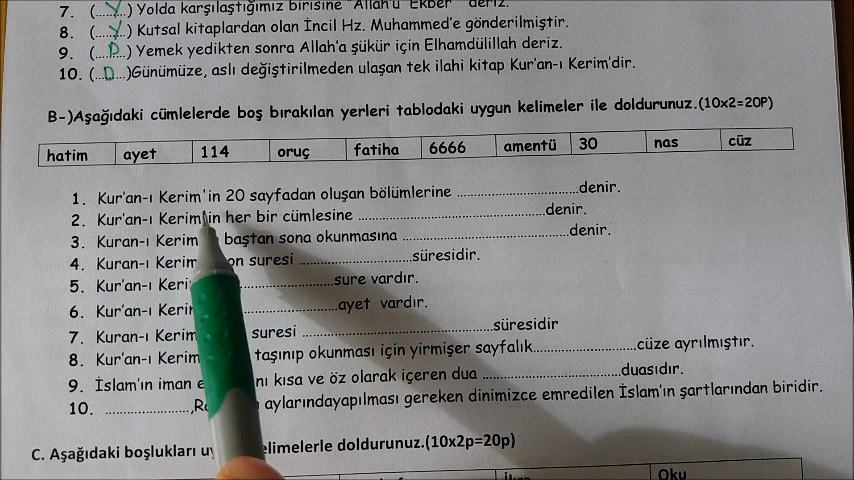 7. (....Y..) Yolda karşılaştığımız birisine "Allah'u Ekber" deriz.
8. (....Y..) Kutsal kitaplardan olan İncil Hz. Muhammed'e gönderilmiştir.
9. (...D..) Yemek yedikten sonra Allah'a şükür için Elhamdülillah deriz.
10. (...D...)Günümüze, aslı değiştirilmeden ulaşan tek ilahi kitap Kur'an-ı Kerim'dir.
B-)Aşağıdaki cümlelerde boş bırakılan yerleri tablodaki uygun kelimeler ile doldurunuz.(10x2=20P)
hatim ayet 114 oruç fatiha 6666 amentü 30 nas cüz
1. Kur'an-ı Kerim'in 20 sayfadan oluşan bölümlerine ..............................denir.
2. Kur'an-ı Kerim'in her bir cümlesine ..............................................denir.
3. Kuran-ı Kerim baştan sona okunmasına .........................................denir.
4. Kuran-ı Kerim son suresi ............................süresidir.
5. Kur'an-ı .......................sure vardır.
6. Kur'an-ı .......................ayet vardır.
7. Kuran-ı Kerim suresi ...............................................süresidir
8. Kur'an-ı Kerim taşınıp okunması için yirmişer sayfalık..........................cüze ayrılmıştır.
9. İslam'ın iman kısa ve öz olarak içeren dua ...................................duasıdır.
10. ....................., aylarındayapılması gereken dinimizce emredilen İslam'ın şartlarından biridir.
C. Aşağıdaki boşlukları kelimelerle doldurunuz.(10x2p=20p)
Oku